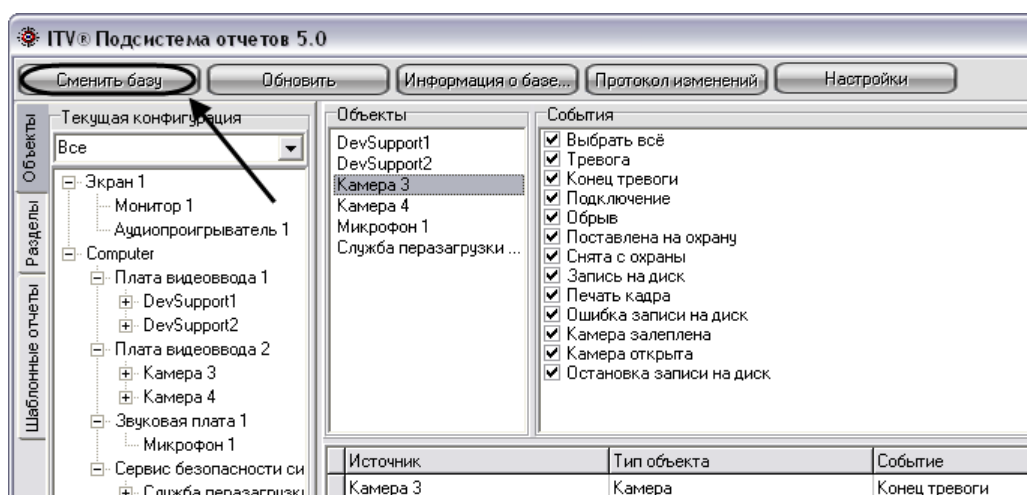 ITV® Подсистема отчетов 5.0
Сменить базу Обновить Информация о базе... Протокол изменений Настройки
Объекты
Разделы
Шаблонные отчеты
Текущая конфигурация
Все
Экран 1
Монитор 1
Аудиопроигрыватель 1
Computer
Плата видеоввода 1
DevSupport1
DevSupport2
Плата видеоввода 2
Камера 3
Камера 4
Звуковая плата 1
Микрофон 1
Сервис безопасности си
Служба перазагрузки
Объекты
DevSupport1
DevSupport2
Камера 3
Камера 4
Микрофон 1
Служба перазагрузки ...
События
Выбрать всё
Тревога
Конец тревоги
Подключение
Обрыв
Поставлена на охрану
Снята с охраны
Запись на диск
Печать кадра
Ошибка записи на диск
Камера залеплена
Камера открыта
Остановка записи на диск
Источник Тип объекта Событие
Камера 3 Камера Конец тревоги